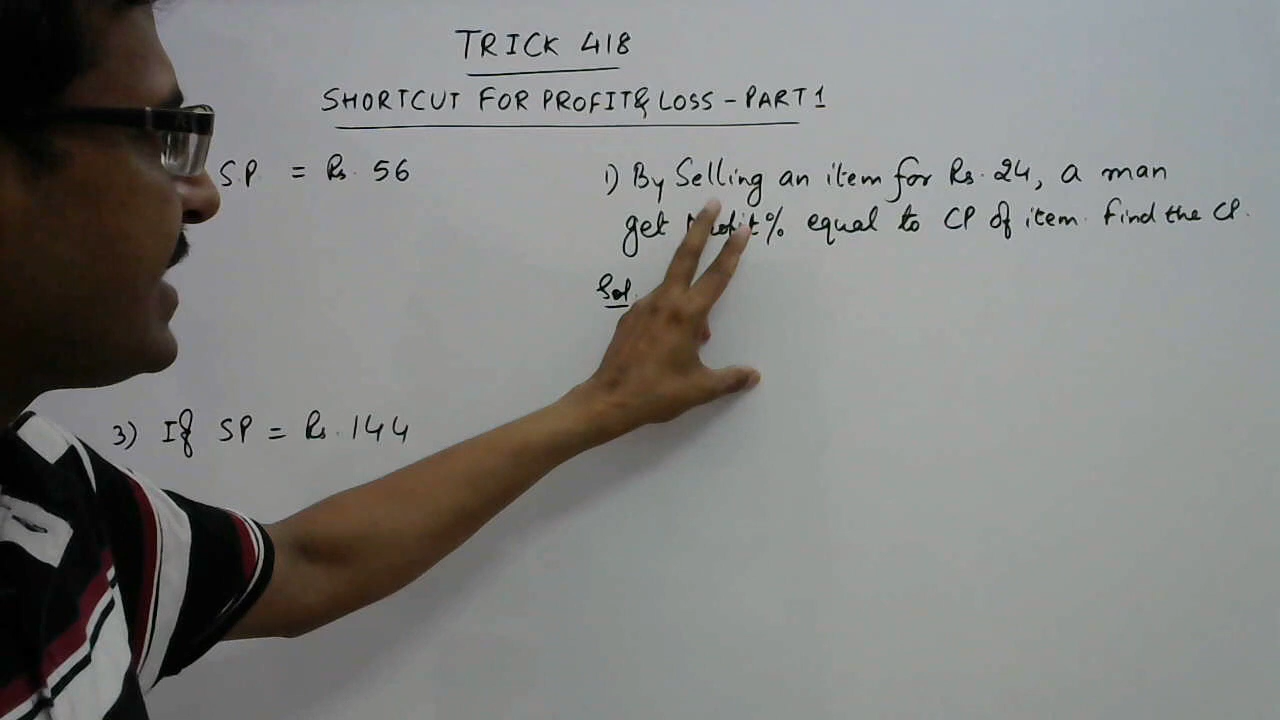 TRICK 418
SHORTCUT FOR PROFIT & LOSS - PART 1
SP = Rs. 56
1) By Selling an item for Rs. 24, a man
get Profit% equal to CP of item. Find the CP.
Sol.
3) If SP = Rs. 144